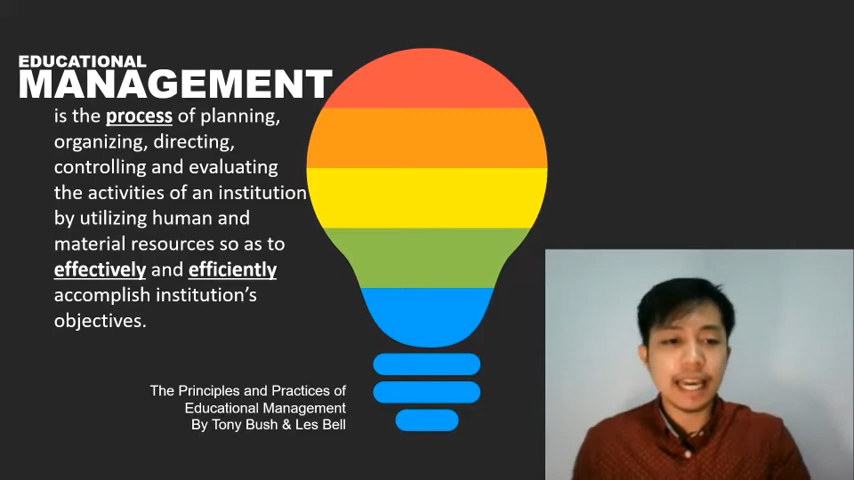 EDUCATIONAL
MANAGEMENT
is the process of planning,
organizing, directing,
controlling and evaluating
the activities of an institution
by utilizing human and
material resources so as to
effectively and efficiently
accomplish institution's
objectives.
The Principles and Practices of
Educational Management
By Tony Bush & Les Bell